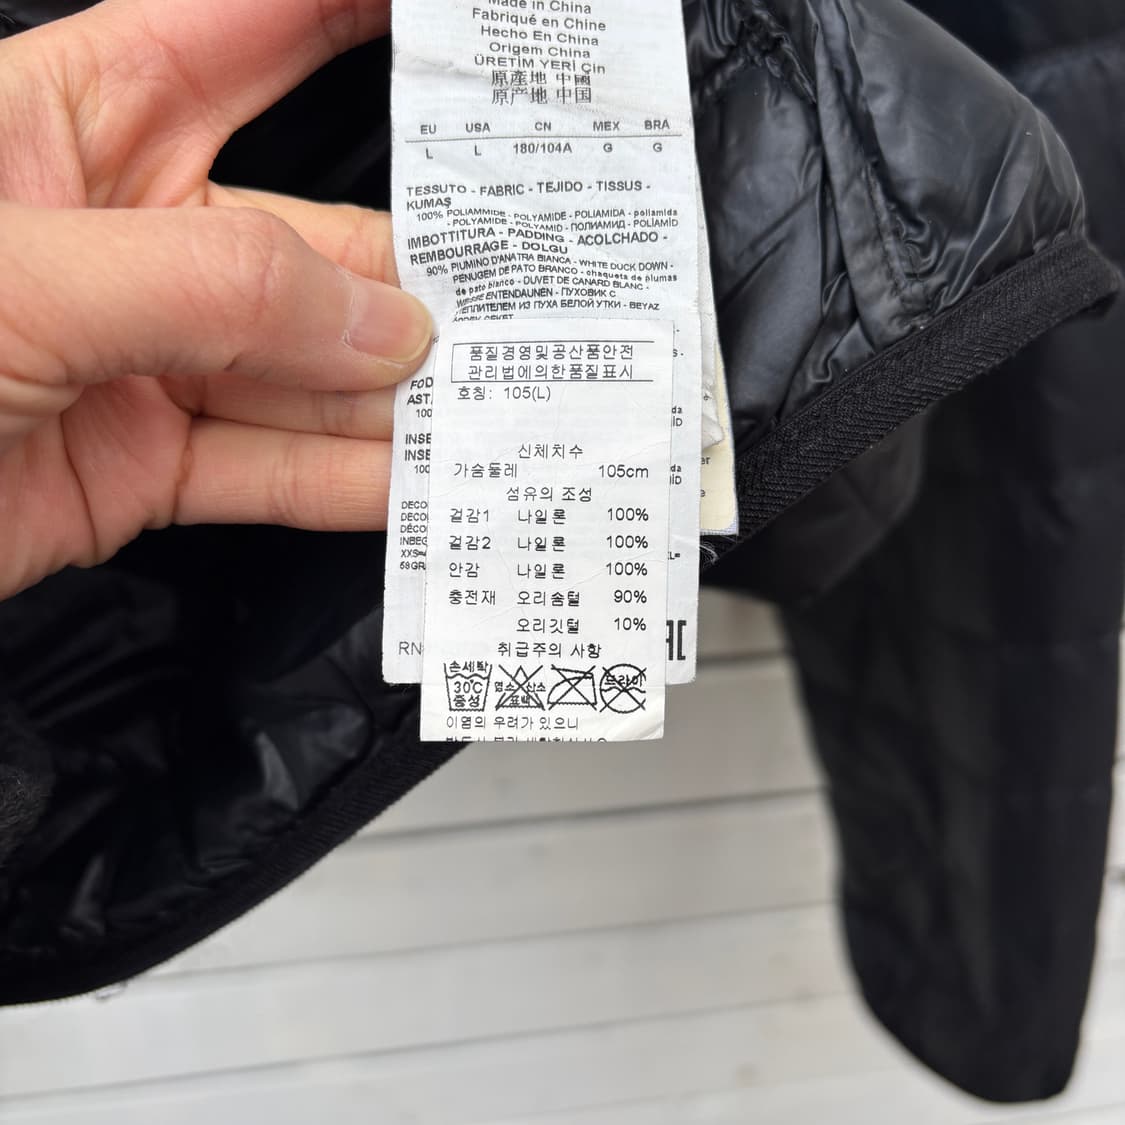 Made in China
Fabriqué en Chine
Hecho En China
Origem China
ÜRETİM YERİ Çin
原產地 中國
原产地 中国
EU USA CN MEX BRA
L L 180/104A G G
TESSUTO - FABRIC - TEJIDO - TISSUS -
KUMAŞ
100% POLIAMMIDE - POLYAMIDE - POLIAMIDA - poliamida
- POLYAMIDE - POLYAMID - ПОЛИАМИД - POLİAMİD
IMBOTTITURA - PADDING - ACOLCHADO -
REMBOURRAGE - DOLGU
90% PIUMINO D'ANATRA BIANCA - WHITE DUCK DOWN -
PENUGEM DE PATO BRANCO - chaqueta de plumas
de pato blanco - DUVET DE CANARD BLANC -
WEISSE ENTENDAUNEN - ПУХОВИК С
ТЕПЛИТЕЛЕМ ИЗ ПУХА БЕЛОЙ УТКИ - BEYAZ
품질경영및공산품안전
관리법에의한품질표시
호칭: 105(L)
신체치수
가슴둘레 105cm
섬유의 조성
겉감1 나일론 100%
겉감2 나일론 100%
안감 나일론 100%
충전재 오리솜털 90%
오리깃털 10%
취급주의 사항
손세탁
30℃
중성
염소 산소
표백
드라이
이염의 우려가 있으니
RN